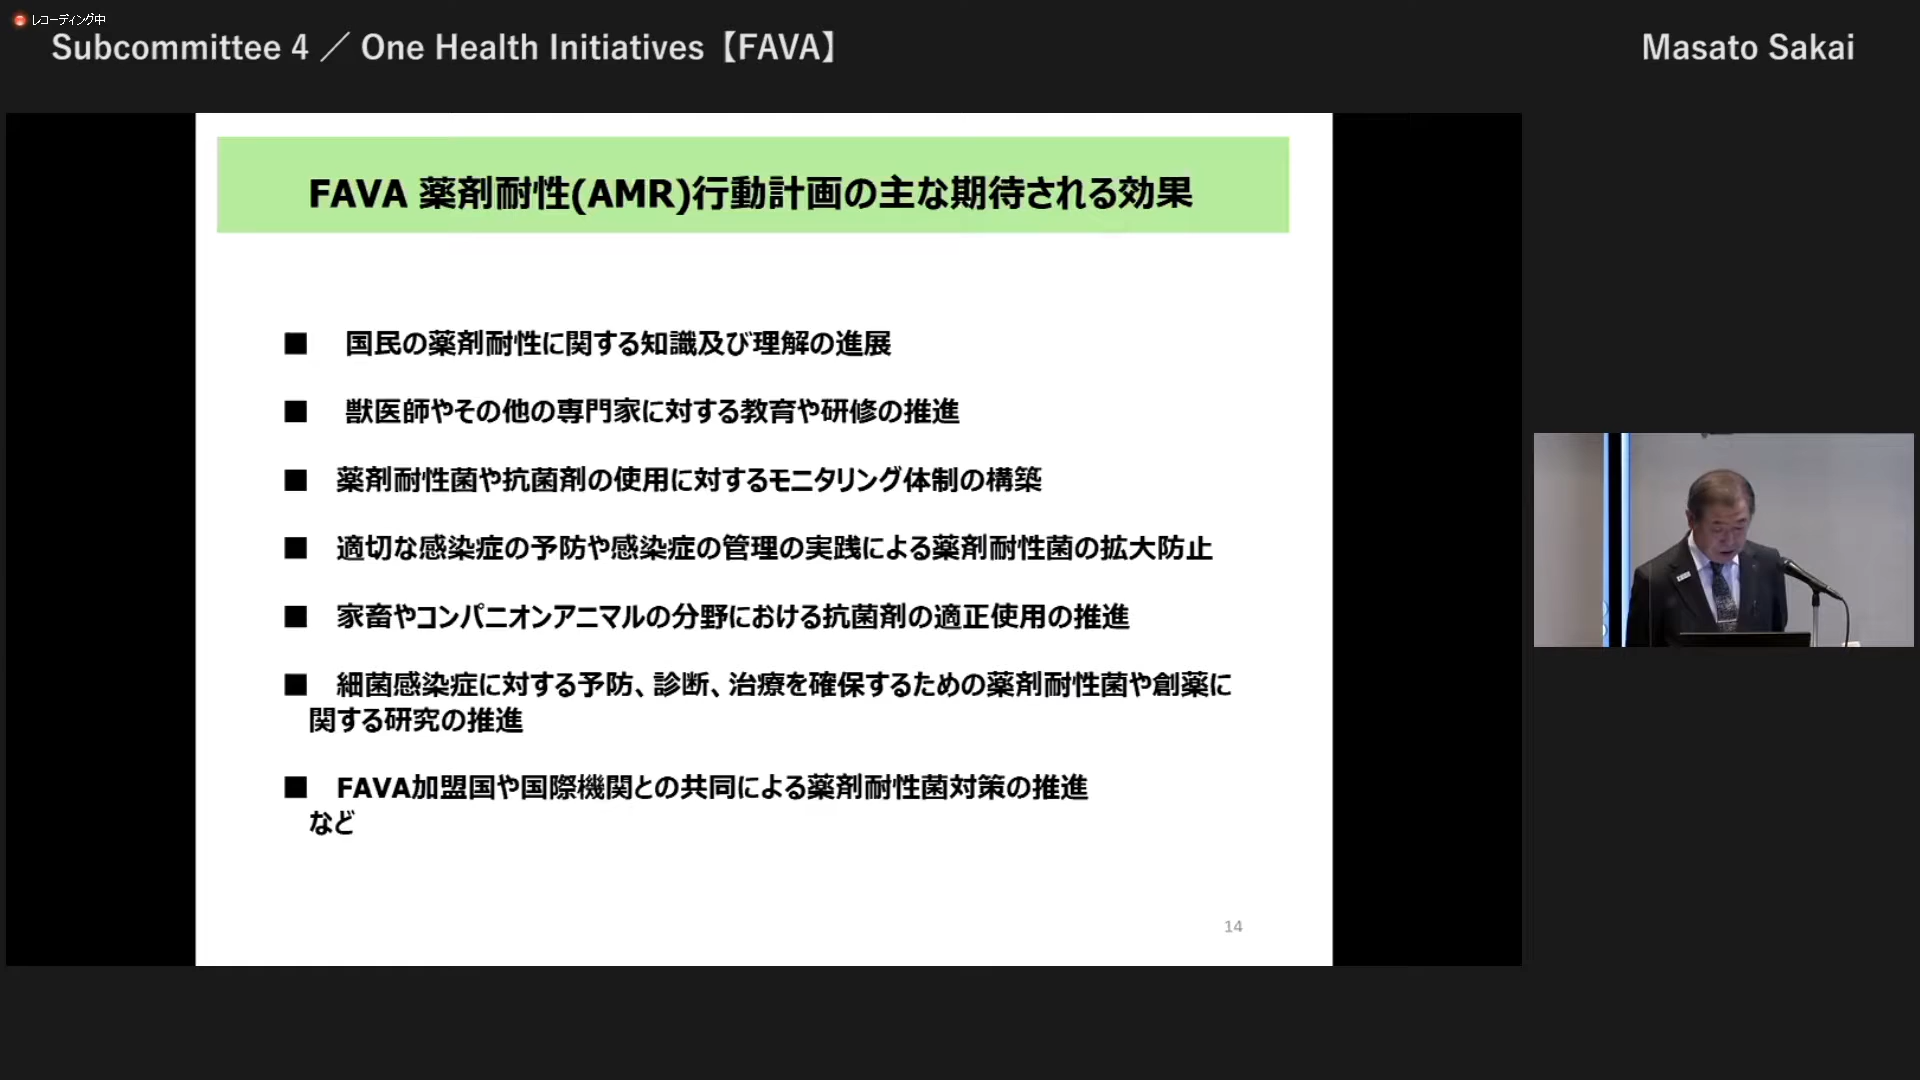 レコーディング中
Subcommittee 4 ／ One Health Initiatives【FAVA】
Masato Sakai
FAVA 薬剤耐性(AMR)行動計画の主な期待される効果
■ 国民の薬剤耐性に関する知識及び理解の進展
■ 獣医師やその他の専門家に対する教育や研修の推進
■ 薬剤耐性菌や抗菌剤の使用に対するモニタリング体制の構築
■ 適切な感染症の予防や感染症の管理の実践による薬剤耐性菌の拡大防止
■ 家畜やコンパニオンアニマルの分野における抗菌剤の適正使用の推進
■ 細菌感染症に対する予防、診断、治療を確保するための薬剤耐性菌や創薬に
関する研究の推進
■ FAVA加盟国や国際機関との共同による薬剤耐性菌対策の推進
など
14